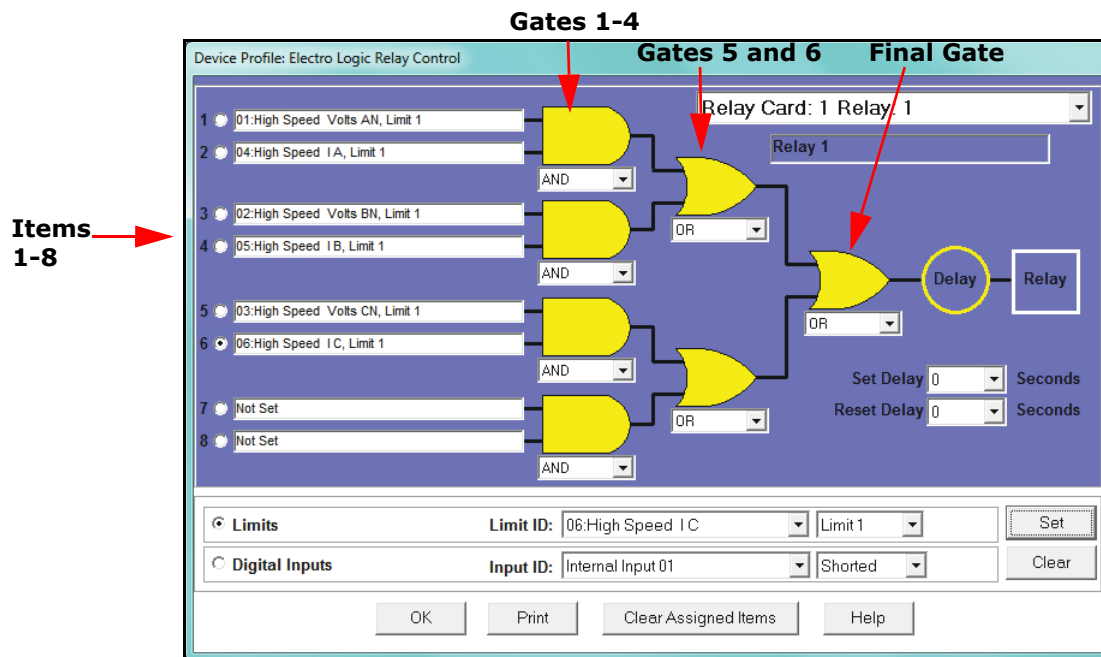 Gates 1-4
Gates 5 and 6
Final Gate
Items
1-8
Device Profile: Electro Logic Relay Control
Relay Card: 1 Relay: 1
Relay 1
1 01:High Speed Volts AN, Limit 1
2 04:High Speed I A, Limit 1
AND
3 02:High Speed Volts BN, Limit 1
4 05:High Speed I B, Limit 1
AND
OR
5 03:High Speed Volts CN, Limit 1
6 06:High Speed I C, Limit 1
AND
7 Not Set
8 Not Set
AND
OR
OR
Delay
Relay
Set Delay 0 Seconds
Reset Delay 0 Seconds
Limits Limit ID: 06:High Speed I C Limit 1 Set
Digital Inputs Input ID: Internal Input 01 Shorted Clear
OK Print Clear Assigned Items Help